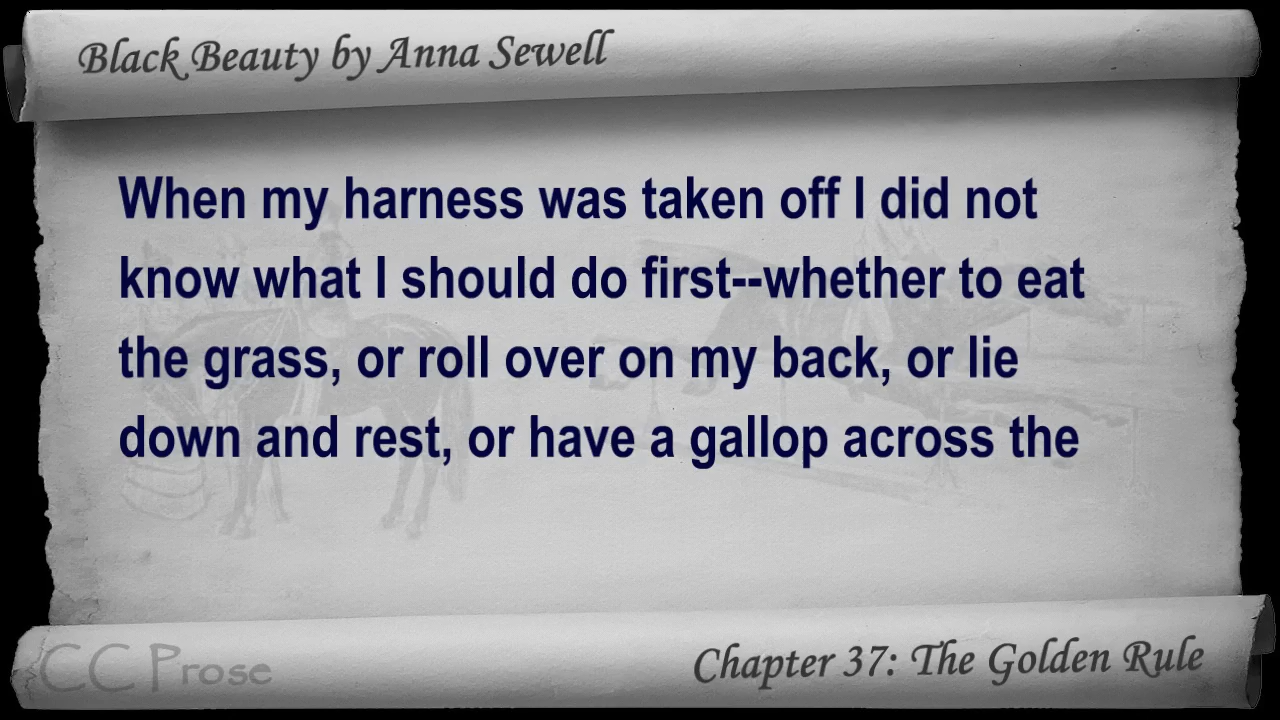 Black Beauty by Anna Sewell
When my harness was taken off I did not
know what I should do first--whether to eat
the grass, or roll over on my back, or lie
down and rest, or have a gallop across the
CC Prose
Chapter 37: The Golden Rule